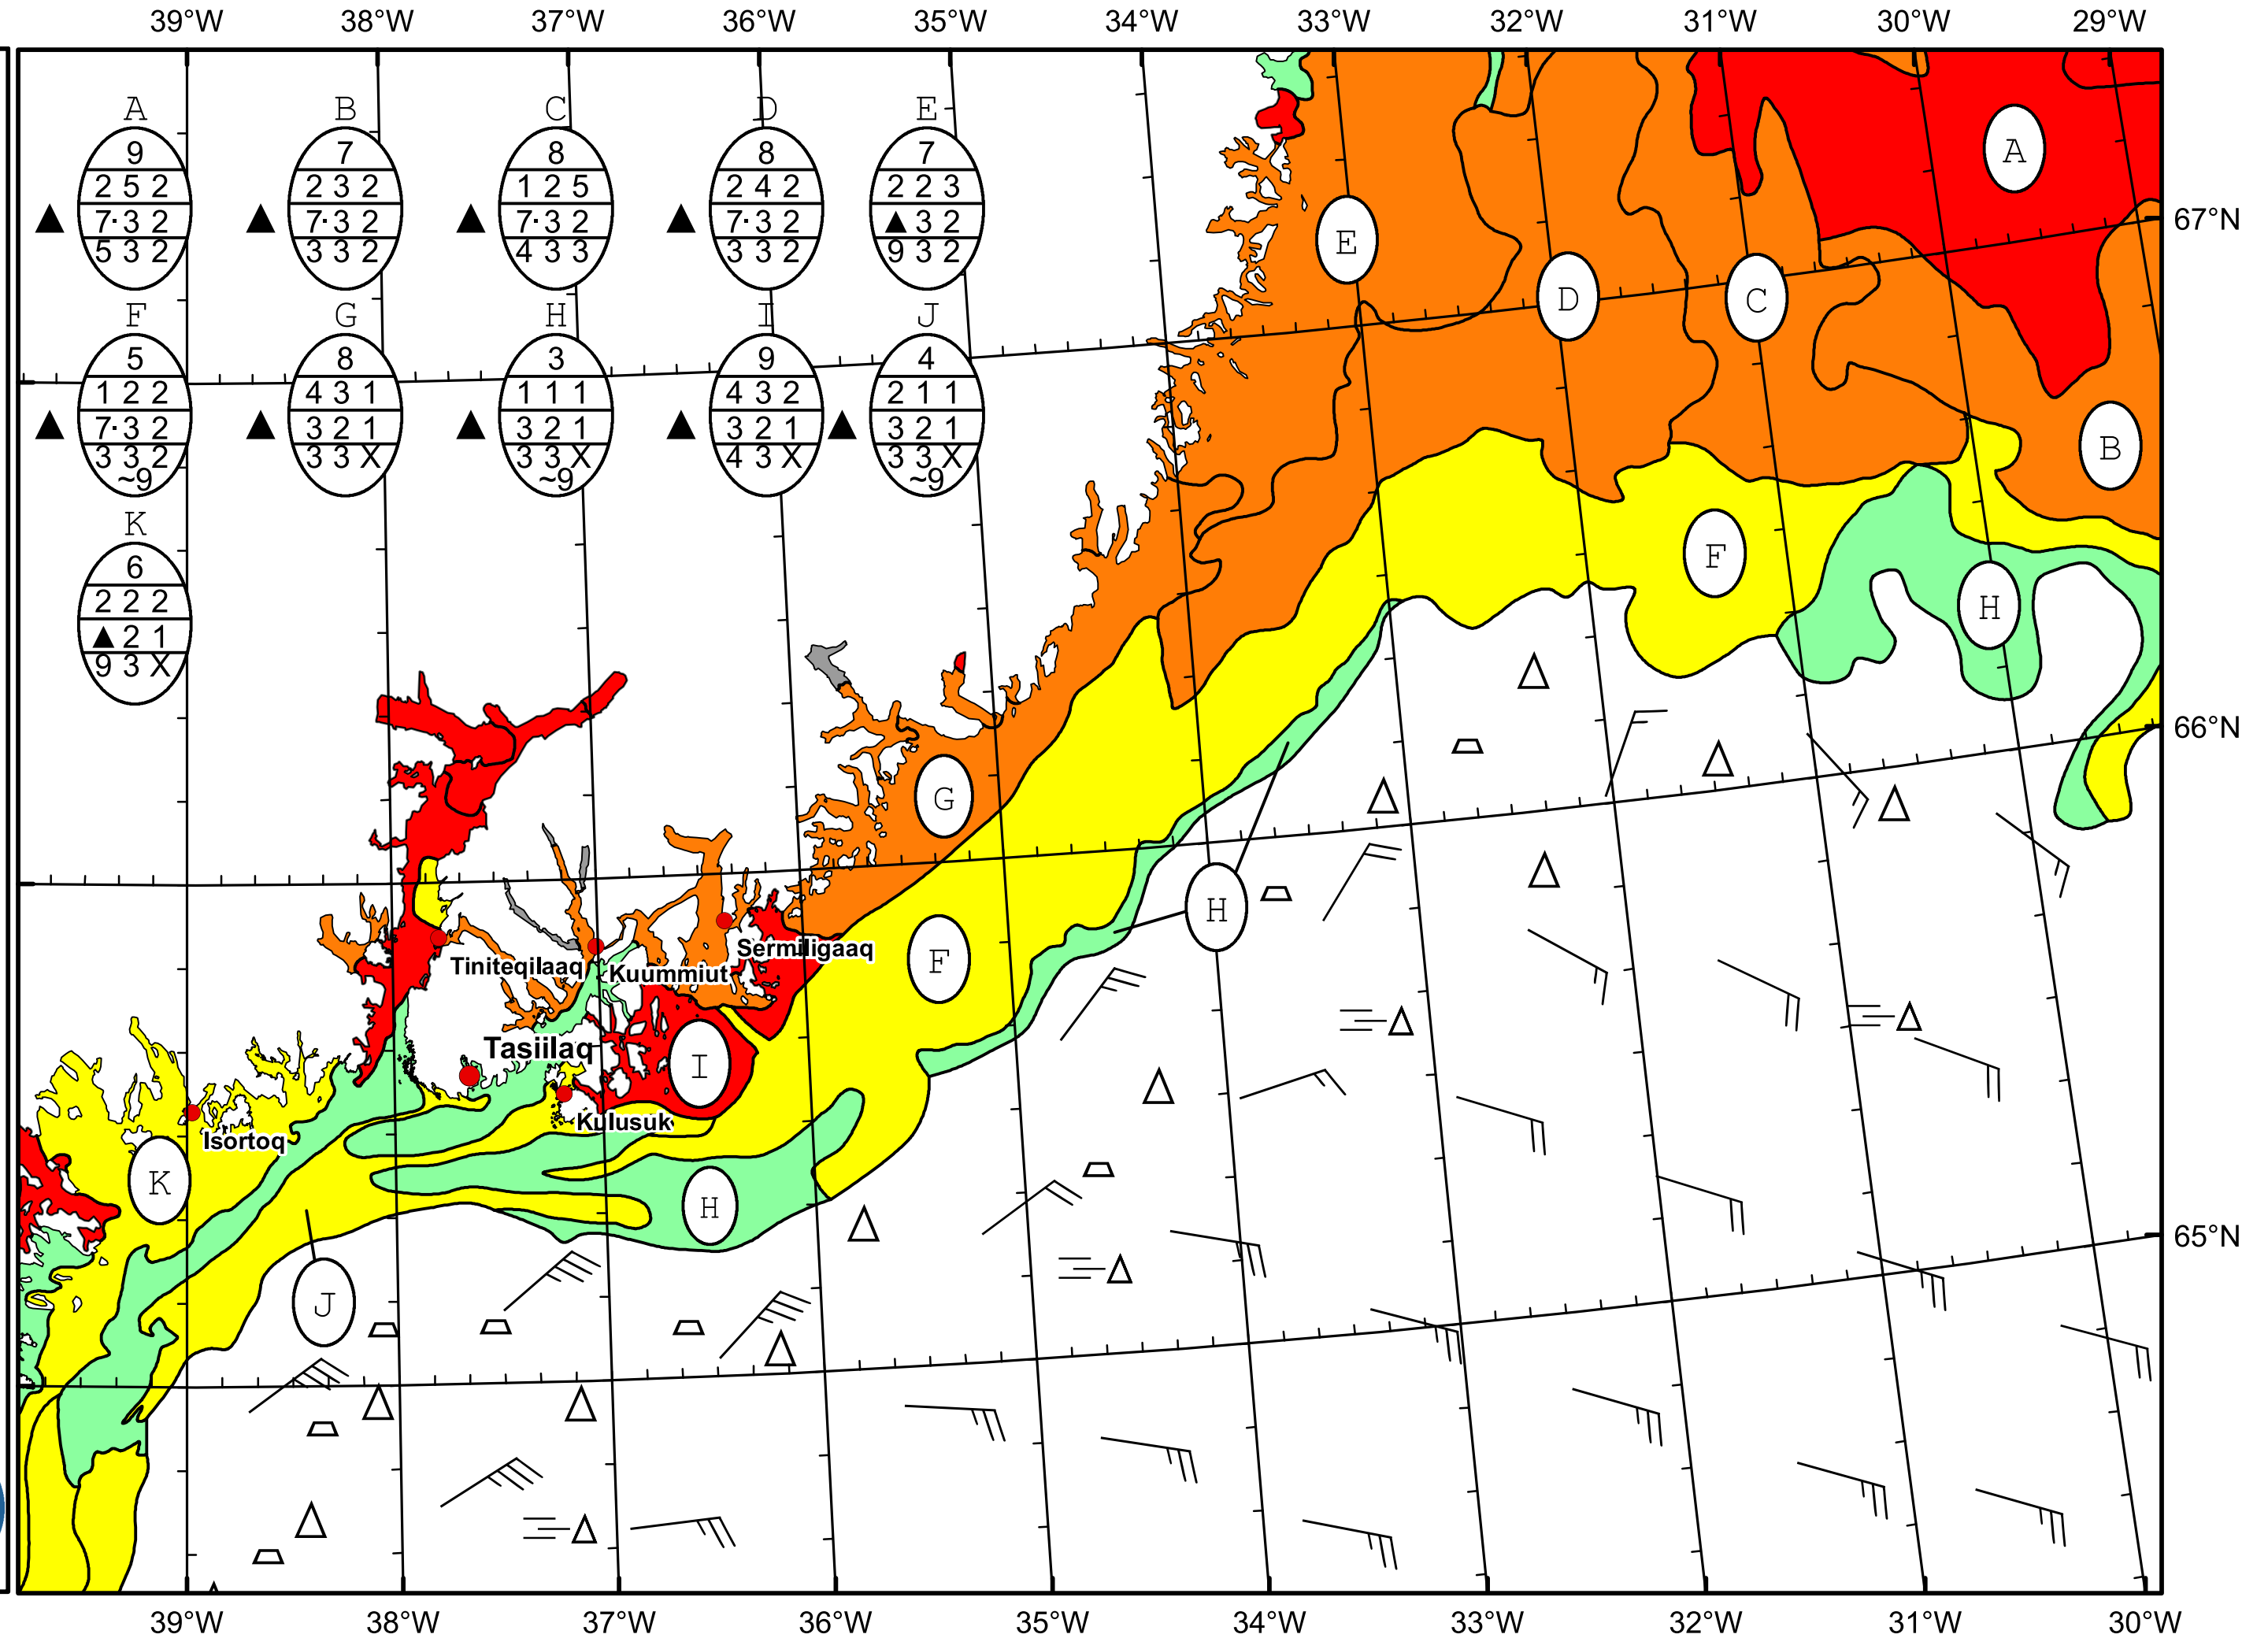 39°W 38°W 37°W 36°W 35°W 34°W 33°W 32°W 31°W 30°W 29°W
A B C D E
9 7 8 8 7
2 5 2 2 3 2 1 2 5 2 4 2 2 2 3
▲ 7· 3 2 ▲ 7· 3 2 ▲ 7· 3 2 ▲ 7· 3 2 ▲ 3 2
5 3 2 3 3 2 4 3 3 3 3 2 9 3 2
F G H I J
5 8 3 9 4
1 2 2 4 3 1 1 1 1 4 3 2 2 1 1
▲ 7· 3 2 ▲ 3 2 1 ▲ 3 2 1 ▲ 3 2 1 ▲ 3 2 1
3 3 2 3 3 X 3 3 X 4 3 X 3 3 X
~9 ~9 ~9
K
6
2 2 2
▲ 2 1
9 3 X
A
67°N
E
D
C
B
F
H
66°N
G
H
F
Sermiligaaq
Tiniteqilaaq
Kuummiut
Tasiilaq
I
Kulusuk
Isortoq
K
H
65°N
J
39°W 38°W 37°W 36°W 35°W 34°W 33°W 32°W 31°W 30°W